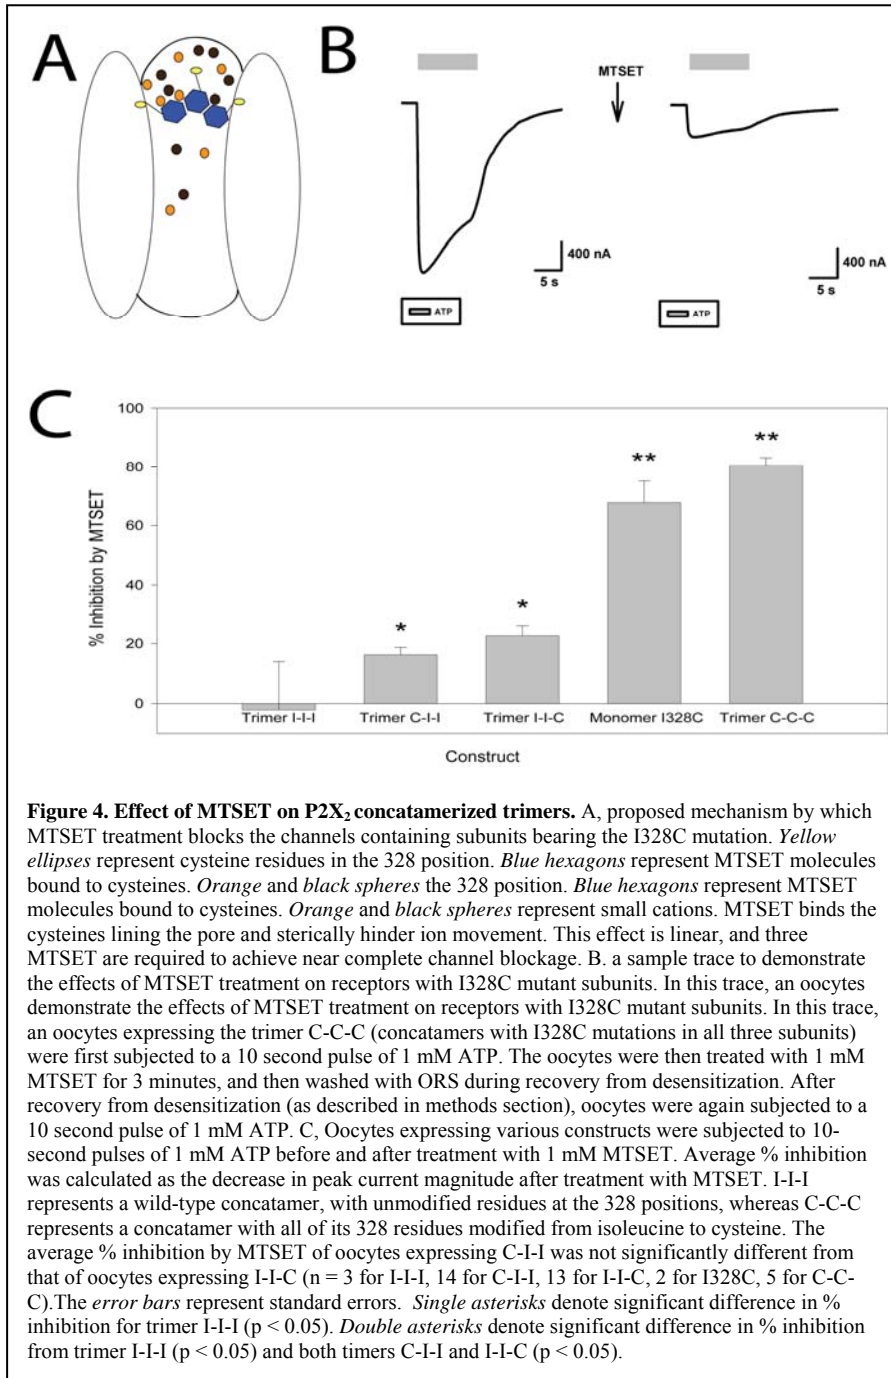 A
B
MTSET
400 nA
5 s
400 nA
5 s
ATP
ATP
C
100
80
60
40
20
0
% Inhibition by MTSET
*
*
**
**
Trimer I-I-I
Trimer C-I-I
Trimer I-I-C
Monomer I328C
Trimer C-C-C
Construct
Figure 4. Effect of MTSET on P2X₂ concatamerized trimers. A, proposed mechanism by which
MTSET treatment blocks the channels containing subunits bearing the I328C mutation. Yellow
ellipses represent cysteine residues in the 328 position. Blue hexagons represent MTSET molecules
bound to cysteines. Orange and black spheres the 328 position. Blue hexagons represent MTSET
molecules bound to cysteines. Orange and black spheres represent small cations. MTSET binds the
cysteines lining the pore and sterically hinder ion movement. This effect is linear, and three
MTSET are required to achieve near complete channel blockage. B. a sample trace to demonstrate
the effects of MTSET treatment on receptors with I328C mutant subunits. In this trace, an oocytes
demonstrate the effects of MTSET treatment on receptors with I328C mutant subunits. In this trace,
an oocytes expressing the trimer C-C-C (concatamers with I328C mutations in all three subunits)
were first subjected to a 10 second pulse of 1 mM ATP. The oocytes were then treated with 1 mM
MTSET for 3 minutes, and then washed with ORS during recovery from desensitization. After
recovery from desensitization (as described in methods section), oocytes were again subjected to a
10 second pulse of 1 mM ATP. C, Oocytes expressing various constructs were subjected to 10-
second pulses of 1 mM ATP before and after treatment with 1 mM MTSET. Average % inhibition
was calculated as the decrease in peak current magnitude after treatment with MTSET. I-I-I
represents a wild-type concatamer, with unmodified residues at the 328 positions, whereas C-C-C
represents a concatamer with all of its 328 residues modified from isoleucine to cysteine. The
average % inhibition by MTSET of oocytes expressing C-I-I was not significantly different from
that of oocytes expressing I-I-C (n = 3 for I-I-I, 14 for C-I-I, 13 for I-I-C, 2 for I328C, 5 for C-C-
C).The error bars represent standard errors. Single asterisks denote significant difference in %
inhibition for trimer I-I-I (p < 0.05). Double asterisks denote significant difference in % inhibition
from trimer I-I-I (p < 0.05) and both timers C-I-I and I-I-C (p < 0.05).